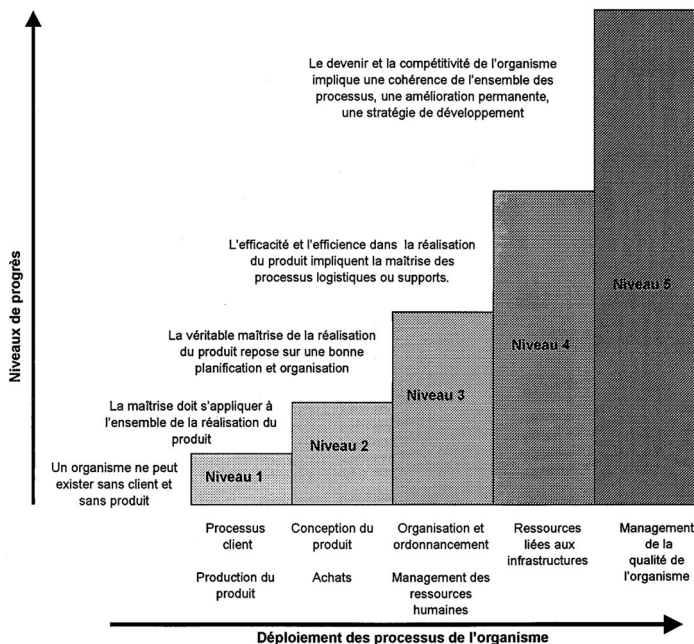 Le devenir et la compétitivité de l'organisme
implique une cohérence de l'ensemble des
processus, une amélioration permanente,
une stratégie de développement
L'efficacité et l'efficience dans la réalisation
du produit impliquent la maîtrise des
processus logistiques ou supports.
La véritable maîtrise de la réalisation
du produit repose sur une bonne
planification et organisation
La maîtrise doit s'appliquer à
l'ensemble de la réalisation du
produit
Un organisme ne peut
exister sans client et
sans produit
Niveaux de progrès
Niveau 1
Niveau 2
Niveau 3
Niveau 4
Niveau 5
Processus
client
Production du
produit
Conception du
produit
Achats
Organisation et
ordonnancement
Management des
ressources
humaines
Ressources
liées aux
infrastructures
Management
de la
qualité de
l'organisme
Déploiement des processus de l'organisme